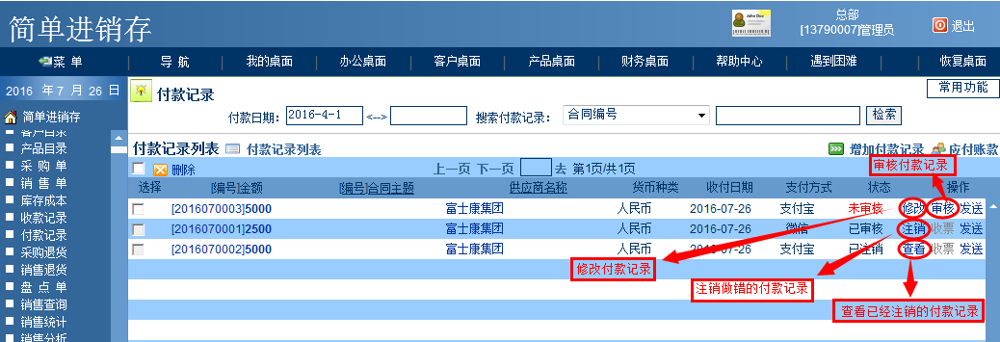 简单进销存
John Doe
总部
[13790007]管理员
退出
菜 单 导 航 我的桌面 办公桌面 客户桌面 产品桌面 财务桌面 帮助中心 遇到困难 恢复桌面
2016 年 7 月 26 日
付款记录
常用功能
付款日期: 2016-4-1 <--> 搜索付款记录: 合同编号 检索
简单进销存
客户目录
产品目录
采 购 单
销 售 单
库存成本
收款记录
付款记录
采购退货
销售退货
盘 点 单
销售查询
销售统计
销售分析
付款记录列表 付款记录列表 增加付款记录 应付账款
删除 上一页 下一页 去 第1页/共1页
审核付款记录
选择 [编号]金额 [编号]合同主题 供应商名称 货币种类 收付日期 支付方式 状态 操作
[2016070003]5000 富士康集团 人民币 2016-07-26 支付宝 未审核 修改 审核 发送
[2016070001]2500 富士康集团 人民币 2016-07-26 微信 已审核 注销 收票 发送
[2016070002]5000 富士康集团 人民币 2016-07-26 支付宝 已注销 查看 收票 发送
修改付款记录
注销做错的付款记录
查看已经注销的付款记录